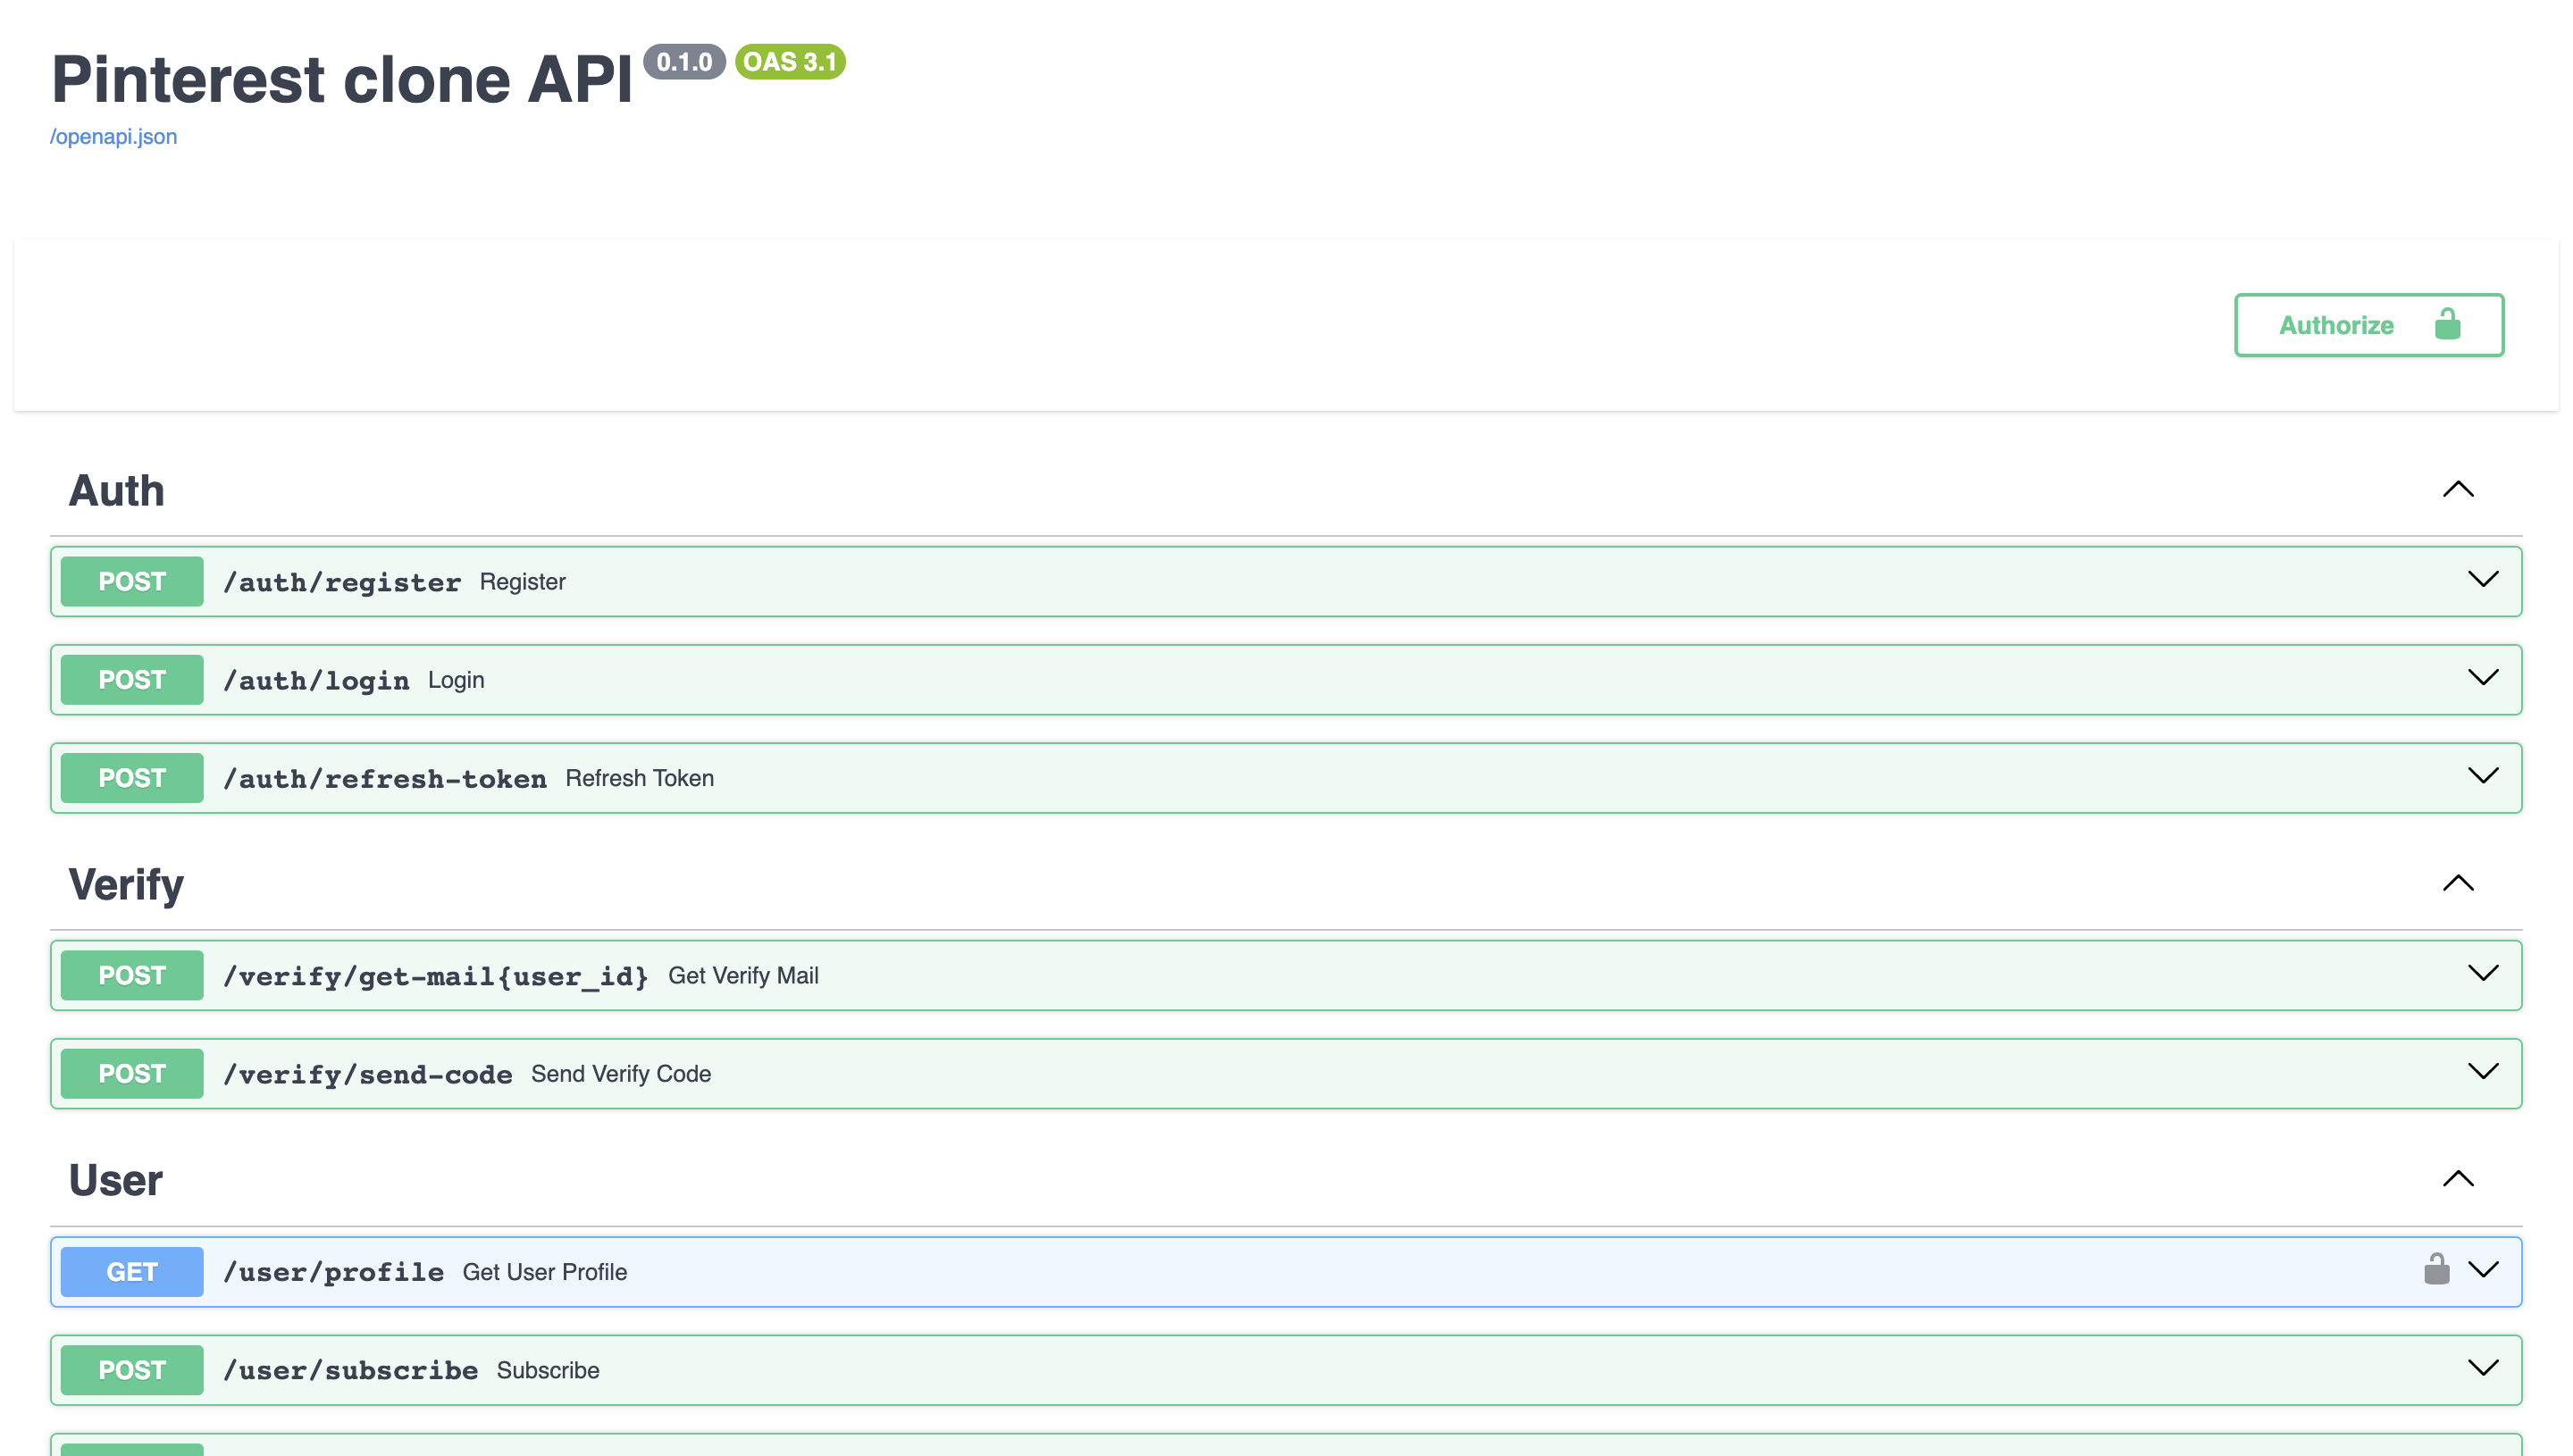 Pinterest clone API 0.1.0 OAS 3.1
/openapi.json
Authorize
Auth
POST /auth/register Register
POST /auth/login Login
POST /auth/refresh-token Refresh Token
Verify
POST /verify/get-mail{user_id} Get Verify Mail
POST /verify/send-code Send Verify Code
User
GET /user/profile Get User Profile
POST /user/subscribe Subscribe